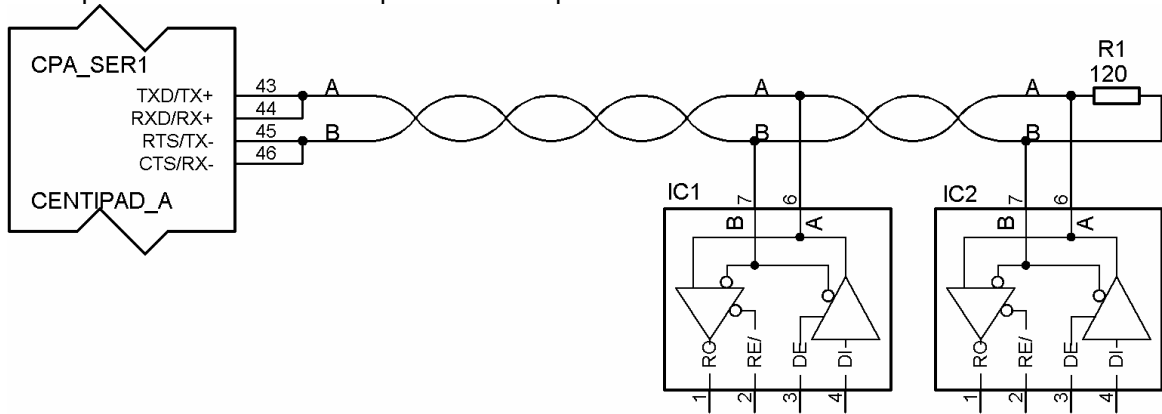 CPA_SER1
TXD/TX+ 43 A A A R1
RXD/RX+ 44 120
RTS/TX- 45 B B B
CTS/RX- 46
CENTIPAD_A
IC1 7 6 IC2 7 6
B A B A
RO RE/ DE DI RO RE/ DE DI
1 2 3 4 1 2 3 4